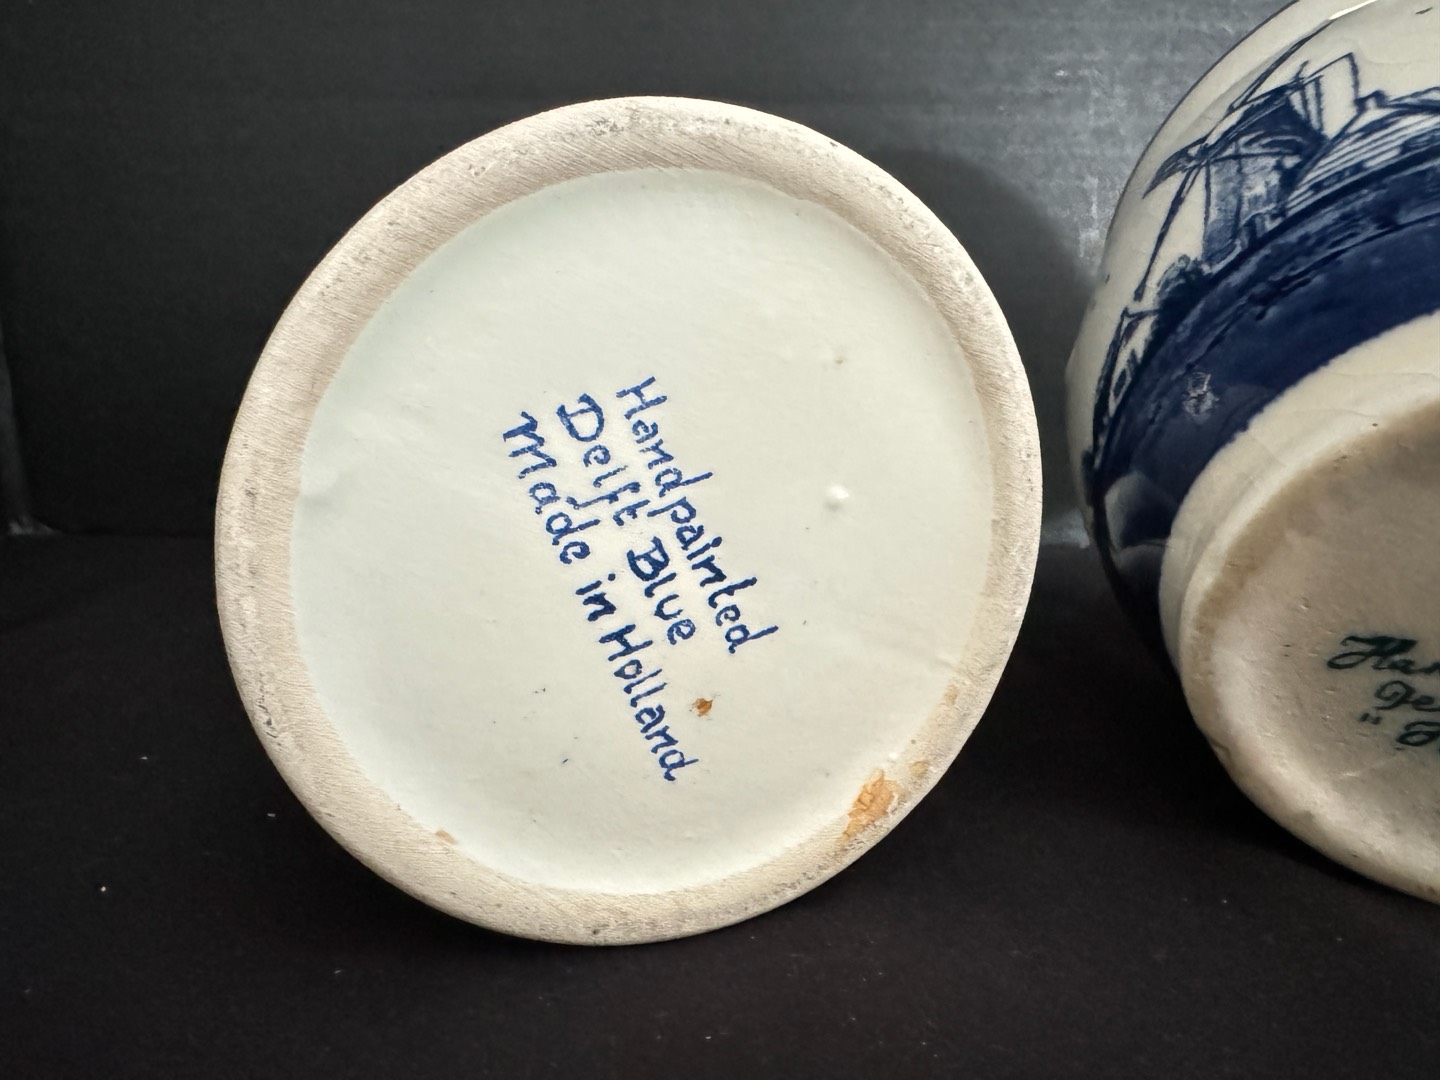 Handpainted
Delft Blue
Made in Holland